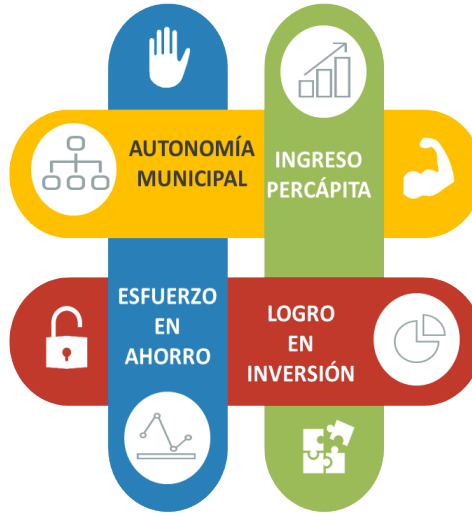 AUTONOMÍA
MUNICIPAL
INGRESO
PERCÁPITA
ESFUERZO
EN
AHORRO
LOGRO
EN
INVERSIÓN